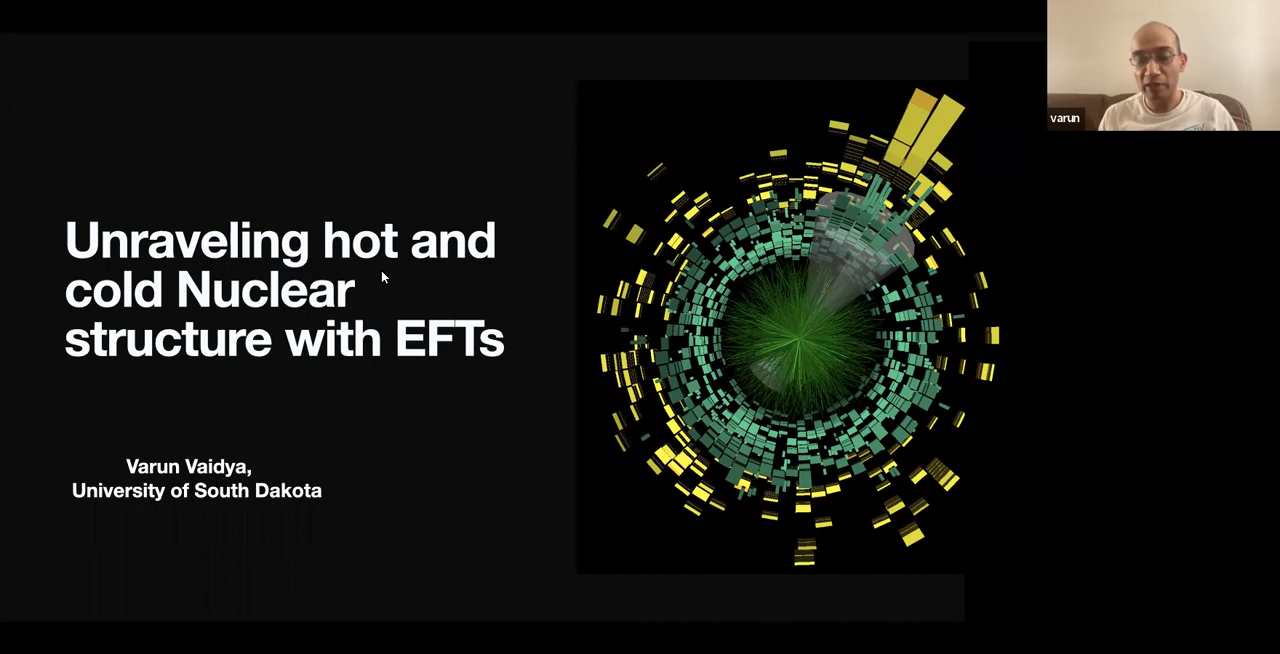 Unraveling hot and
cold Nuclear
structure with EFTs
Varun Vaidya,
University of South Dakota
varun